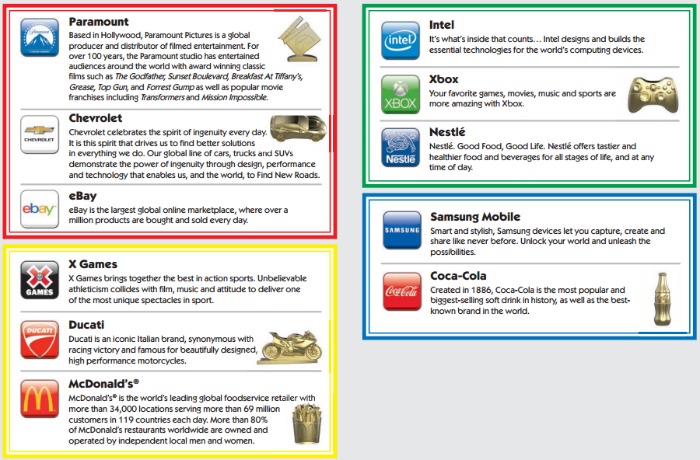 Paramount
Based in Hollywood, Paramount Pictures is a global
producer and distributor of filmed entertainment. For
over 100 years, the Paramount studio has entertained
audiences around the world with award winning classic
films such as The Godfather, Sunset Boulevard, Breakfast At Tiffany's,
Grease, Top Gun, and Forrest Gump as well as popular movie
franchises including Transformers and Mission Impossible.
CHEVROLET
Chevrolet
Chevrolet celebrates the spirit of ingenuity every day.
It is this spirit that drives us to find better solutions
in everything we do. Our global line of cars, trucks and SUVs
demonstrate the power of ingenuity through design, performance
and technology that enables us, and the world, to Find New Roads.
ebay
eBay
eBay is the largest global online marketplace, where over a
million products are bought and sold every day.
X
GAMES
X Games
X Games brings together the best in action sports. Unbelievable
athleticism collides with film, music and attitude to deliver one
of the most unique spectacles in sport.
DUCATI
Ducati
Ducati is an iconic Italian brand, synonymous with
racing victory and famous for beautifully designed,
high performance motorcycles.
McDonald's®
McDonald's® is the world's leading global foodservice retailer with
more than 34,000 locations serving more than 69 million
customers in 119 countries each day. More than 80%
of McDonald's restaurants worldwide are owned and
operated by independent local men and women.
intel
Intel
It's what's inside that counts... Intel designs and builds the
essential technologies for the world's computing devices.
XBOX
Xbox
Your favorite games, movies, music and sports are
more amazing with Xbox.
Nestlé
Nestlé
Nestlé. Good Food, Good Life. Nestlé offers tastier and
healthier food and beverages for all stages of life, and at any
time of day.
SAMSUNG
Samsung Mobile
Smart and stylish, Samsung devices let you capture, create and
share like never before. Unlock your world and unleash the
possibilities.
Coca-Cola
Coca-Cola
Created in 1886, Coca-Cola is the most popular and
biggest-selling soft drink in history, as well as the best-
known brand in the world.